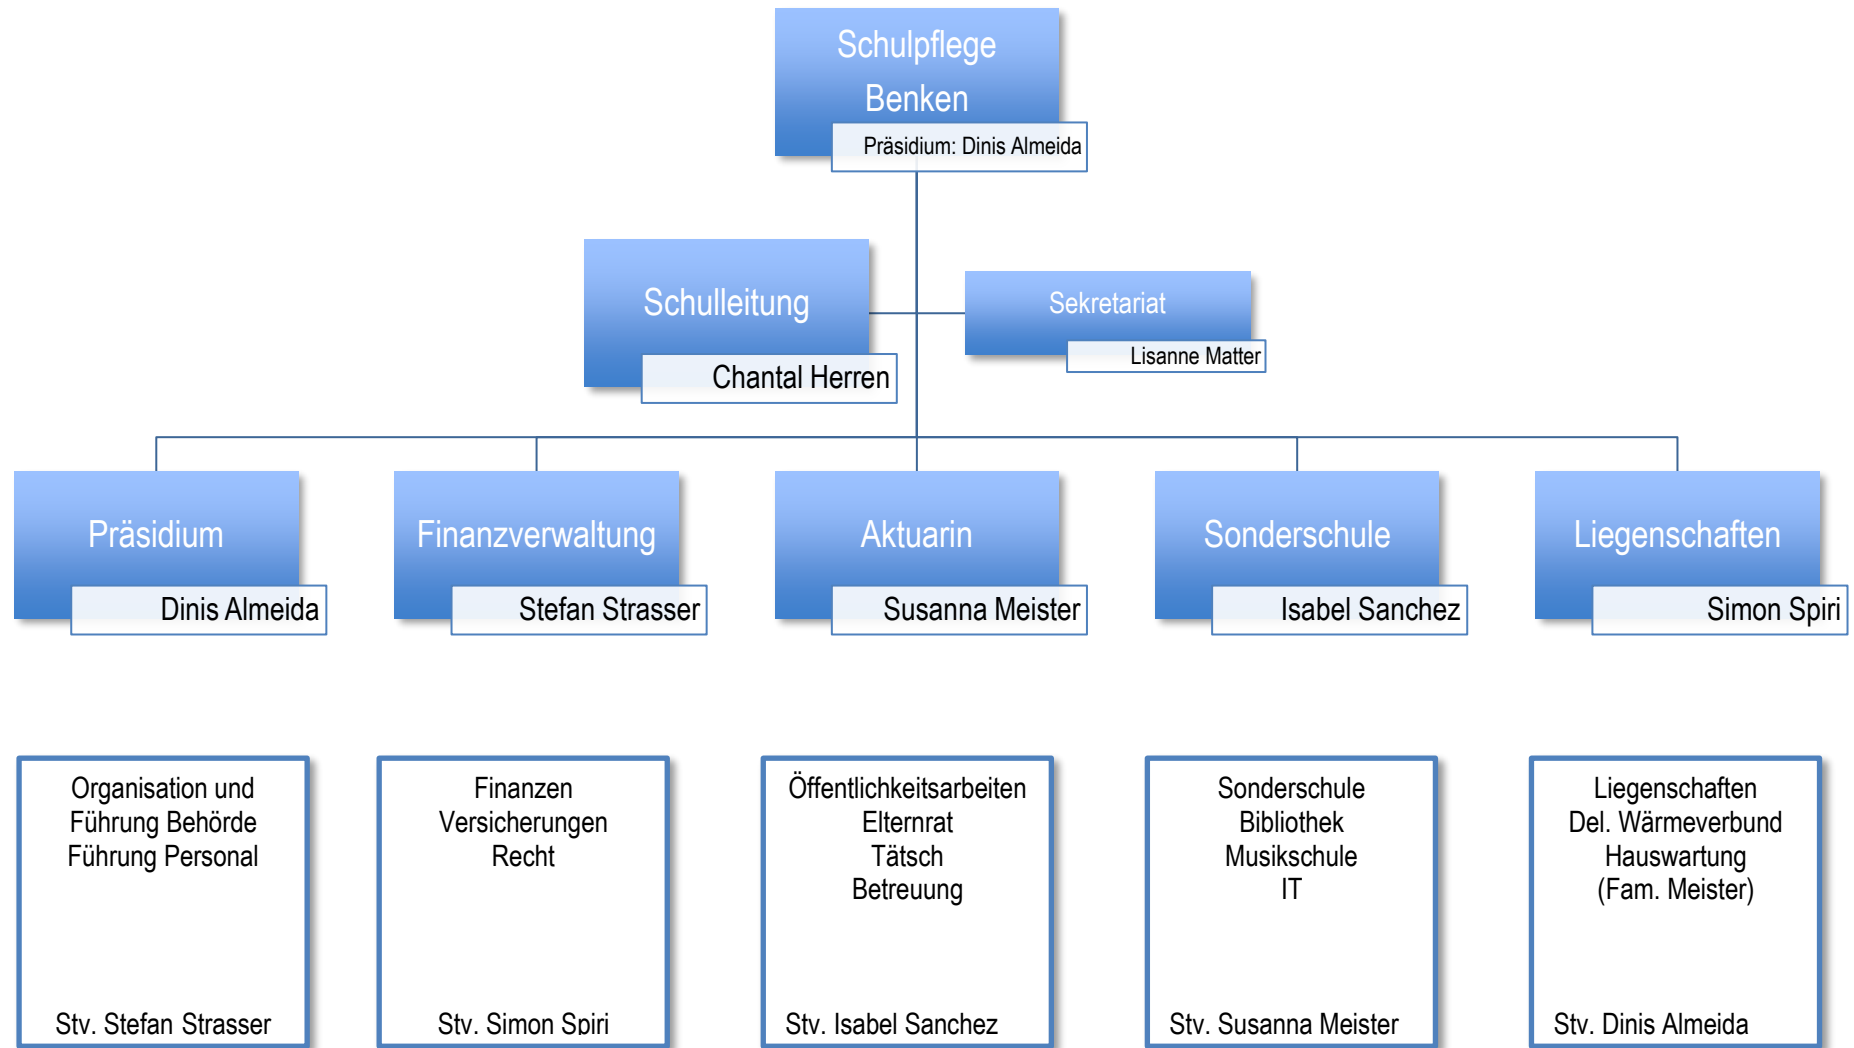 Schulpflege
Benken
Präsidium: Dinis Almeida
Schulleitung
Chantal Herren
Sekretariat
Lisanne Matter
Präsidium
Dinis Almeida
Finanzverwaltung
Stefan Strasser
Aktuarin
Susanna Meister
Sonderschule
Isabel Sanchez
Liegenschaften
Simon Spiri
Organisation und
Führung Behörde
Führung Personal
Stv. Stefan Strasser
Finanzen
Versicherungen
Recht
Stv. Simon Spiri
Öffentlichkeitsarbeiten
Elternrat
Tätsch
Betreuung
Stv. Isabel Sanchez
Sonderschule
Bibliothek
Musikschule
IT
Stv. Susanna Meister
Liegenschaften
Del. Wärmeverbund
Hauswartung
(Fam. Meister)
Stv. Dinis Almeida